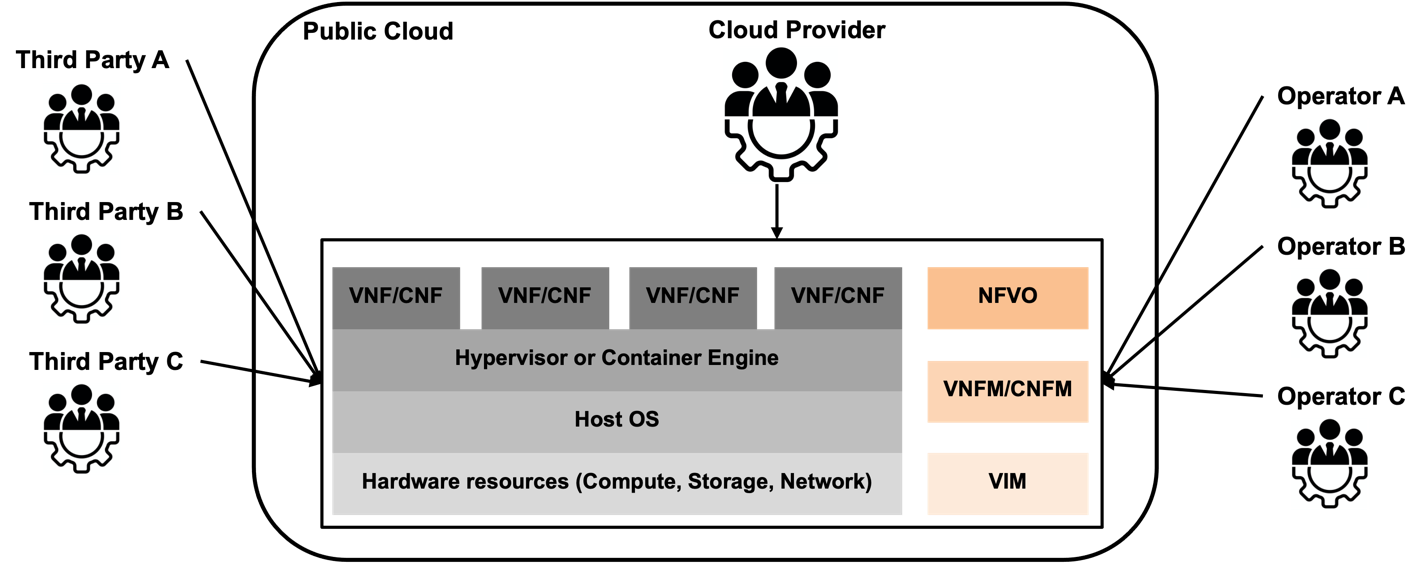 Public Cloud
Cloud Provider
Third Party A
Third Party B
Third Party C
Operator A
Operator B
Operator C
VNF/CNF
VNF/CNF
VNF/CNF
VNF/CNF
NFVO
Hypervisor or Container Engine
VNFM/CNFM
Host OS
Hardware resources (Compute, Storage, Network)
VIM